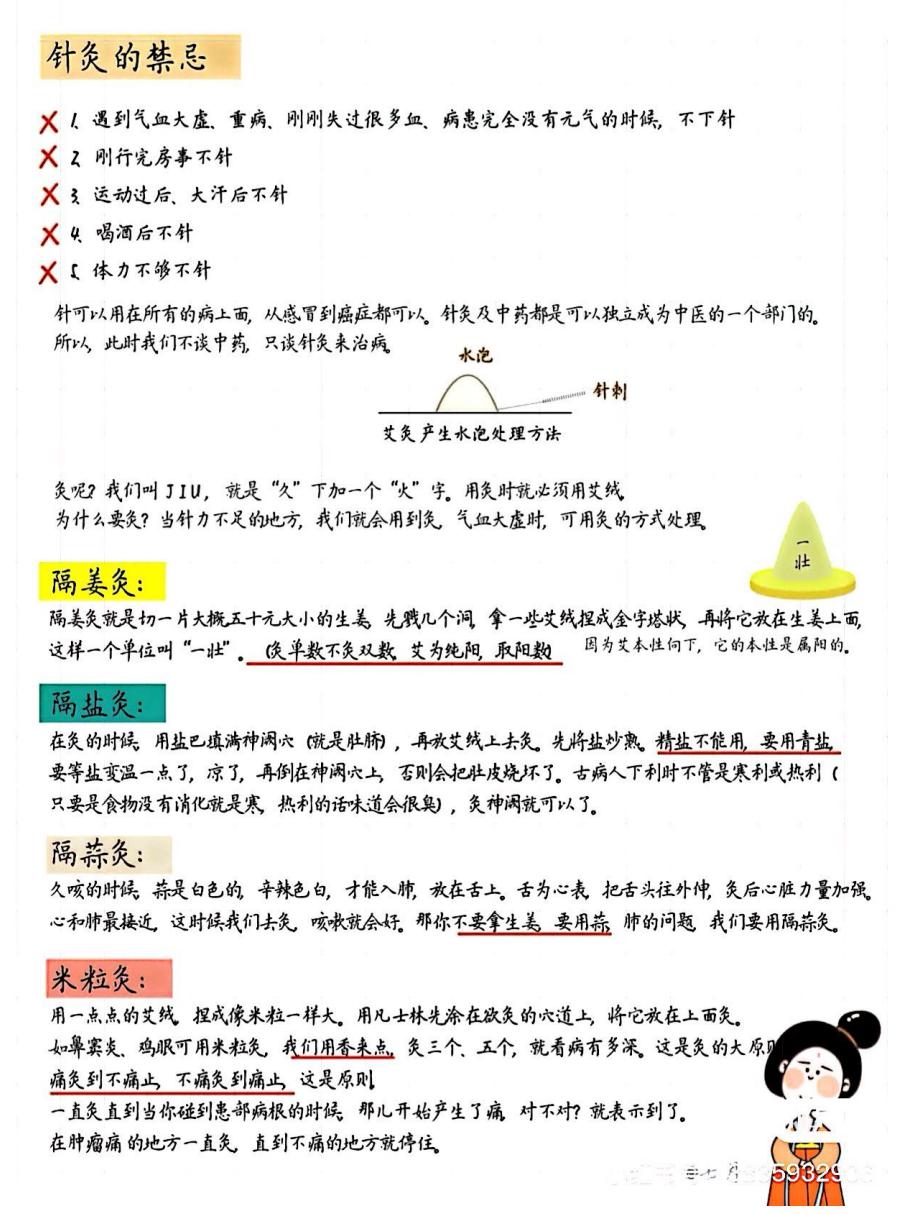 针灸的禁忌
1、遇到气血大虚、重病、刚刚失过很多血、病患完全没有元气的时候,不下针
2、刚行完房事不针
3、运动过后、大汗后不针
4、喝酒后不针
5、体力不够不针
针可以用在所有的病上面,从感冒到癌症都可以。针灸及中药都是可以独立成为中医的一个部门的。
所以,此时我们不谈中药,只谈针灸来治病。
水泡
针刺
艾灸产生水泡处理方法
灸呢?我们叫JIU,就是“久”下加一个“火”字。用灸时就必须用艾绒。
为什么要灸?当针力不足的地方,我们就会用到灸。气血大虚时,可用灸的方式处理。
一壮
隔姜灸:
隔姜灸就是切一片大概五十元大小的生姜,先戳几个洞,拿一些艾绒捏成金字塔状,再将它放在生姜上面,
这样一个单位叫“一壮”。(灸单数不灸双数,艾为纯阳,取阳数) 因为艾本性向下,它的本性是属阳的。
隔盐灸:
在灸的时候,用盐巴填满神阙穴(就是肚脐),再放艾绒上去灸。先将盐炒熟。精盐不能用,要用青盐,
要等盐变温一点了,凉了,再倒在神阙穴上,否则会把肚皮烧坏了。古病人下利时不管是寒利或热利(
只要是食物没有消化就是寒,热利的话味道会很臭),灸神阙就可以了。
隔蒜灸:
久咳的时候,蒜是白色的,辛辣色白,才能入肺,放在舌上。舌为心表,把舌头往外伸,灸后心脏力量加强。
心和肺最接近,这时候我们去灸,咳嗽就会好。那你不要拿生姜,要用蒜,肺的问题,我们要用隔蒜灸。
米粒灸:
用一点点的艾绒,捏成像米粒一样大。用凡士林先涂在欲灸的穴道上,将它放在上面灸。
如鼻窦炎、鸡眼可用米粒灸,我们用香来点,灸三个、五个,就看病有多深。这是灸的大原则
痛灸到不痛止,不痛灸到痛止,这是原则,
一直灸直到当你碰到患部病根的时候,那儿开始产生了痛,对不对?就表示到了。
在肿瘤痛的地方一直灸,直到不痛的地方就停住。